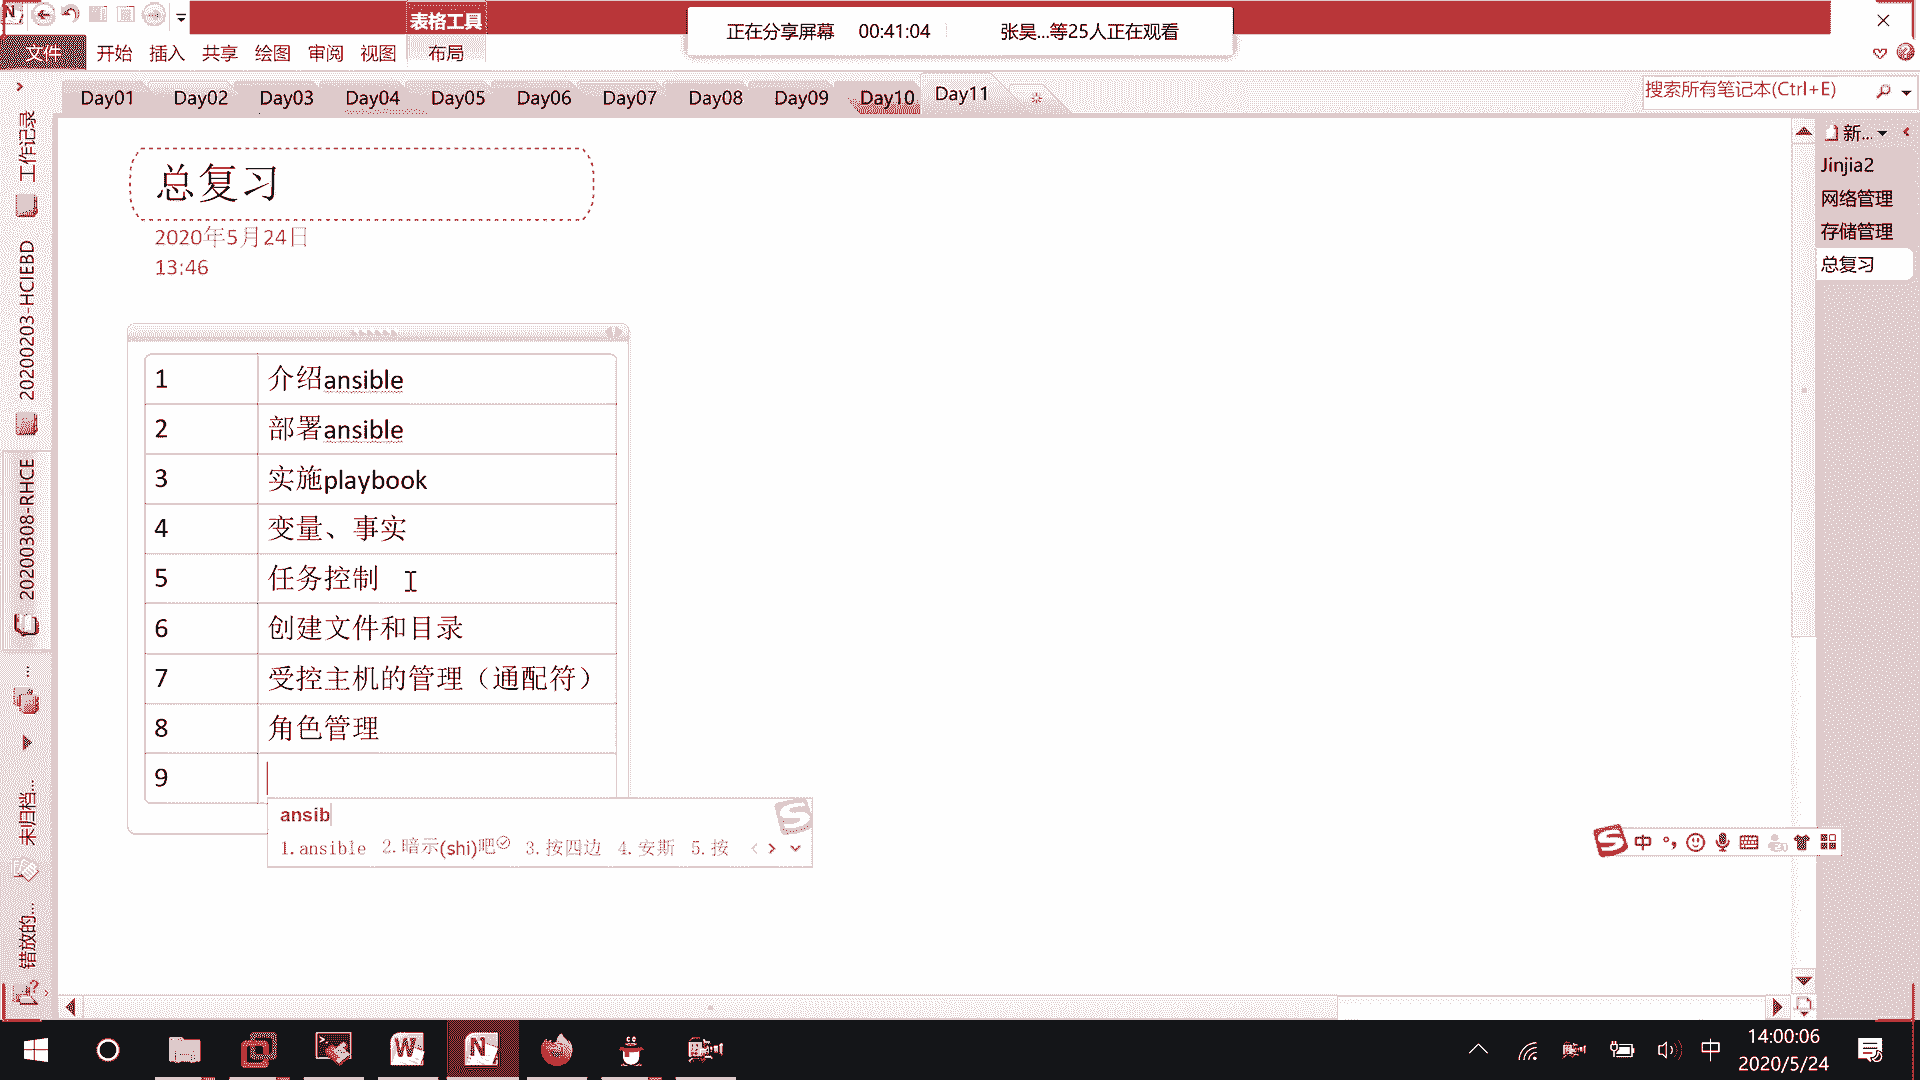 表格工具
正在分享屏幕 00:41:04 张昊...等25人正在观看
文件 开始 插入 共享 绘图 审阅 视图 布局
Day01 Day02 Day03 Day04 Day05 Day06 Day07 Day08 Day09 Day10 Day11
搜索所有笔记本(Ctrl+E)
工作记录
20200203-HCIEBD
20200308-RHCE
未归档...
错放的...
新...
Jinjia2
网络管理
存储管理
总复习
总复习
2020年5月24日
13:46
1 介绍ansible
2 部署ansible
3 实施playbook
4 变量、事实
5 任务控制
6 创建文件和目录
7 受控主机的管理（通配符）
8 角色管理
9
ansib
1.ansible 2.暗示(shi)吧 3.按四边 4.安斯 5.按
中
中
14:00:06
2020/5/24